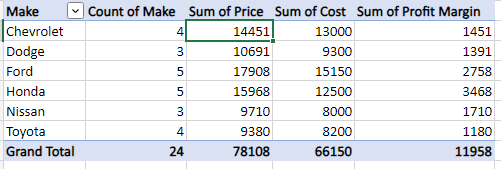 Make Count of Make Sum of Price Sum of Cost Sum of Profit Margin
Chevrolet 4 14451 13000 1451
Dodge 3 10691 9300 1391
Ford 5 17908 15150 2758
Honda 5 15968 12500 3468
Nissan 3 9710 8000 1710
Toyota 4 9380 8200 1180
Grand Total 24 78108 66150 11958